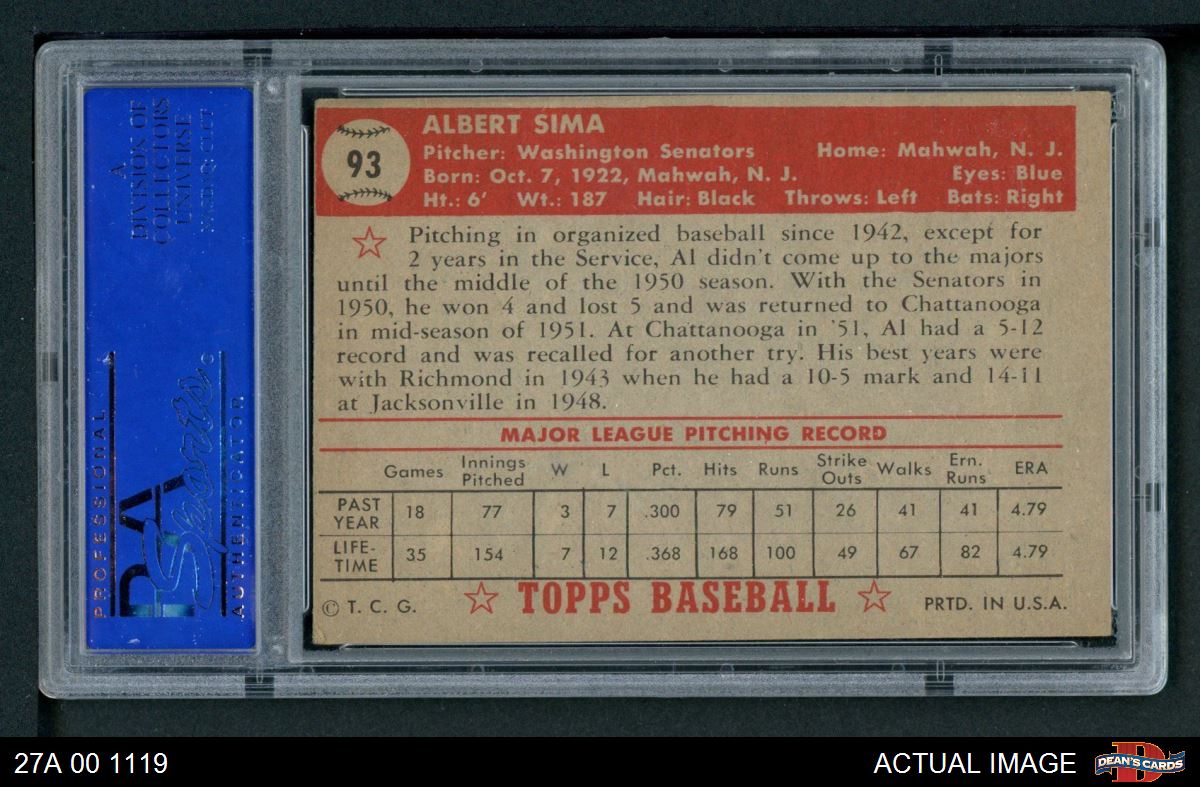 A
DIVISION OF
COLLECTORS
UNIVERSE
PROFESSIONAL
PSA
Sports
AUTHENTICATOR
93
ALBERT SIMA
Pitcher: Washington Senators Home: Mahwah, N. J.
Born: Oct. 7, 1922, Mahwah, N. J. Eyes: Blue
Ht.: 6' Wt.: 187 Hair: Black Throws: Left Bats: Right
Pitching in organized baseball since 1942, except for
2 years in the Service, Al didn't come up to the majors
until the middle of the 1950 season. With the Senators in
1950, he won 4 and lost 5 and was returned to Chattanooga
in mid-season of 1951. At Chattanooga in '51, Al had a 5-12
record and was recalled for another try. His best years were
with Richmond in 1943 when he had a 10-5 mark and 14-11
at Jacksonville in 1948.
MAJOR LEAGUE PITCHING RECORD
Games Innings Pitched W L Pct. Hits Runs Strike Outs Walks Ern. Runs ERA
PAST YEAR 18 77 3 7 .300 79 51 26 41 41 4.79
LIFE-TIME 35 154 7 12 .368 168 100 49 67 82 4.79
© T. C. G. TOPPS BASEBALL PRTD. IN U.S.A.
27A 00 1119 ACTUAL IMAGE DEAN'S CARDS